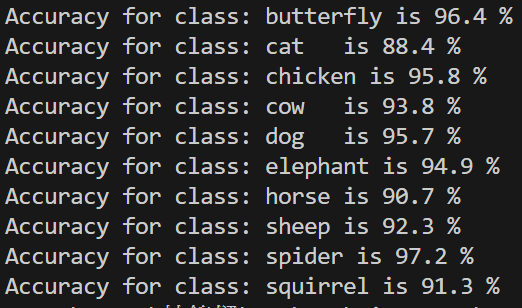 Accuracy for class: butterfly is 96.4 %
Accuracy for class: cat   is 88.4 %
Accuracy for class: chicken is 95.8 %
Accuracy for class: cow   is 93.8 %
Accuracy for class: dog   is 95.7 %
Accuracy for class: elephant is 94.9 %
Accuracy for class: horse is 90.7 %
Accuracy for class: sheep is 92.3 %
Accuracy for class: spider is 97.2 %
Accuracy for class: squirrel is 91.3 %